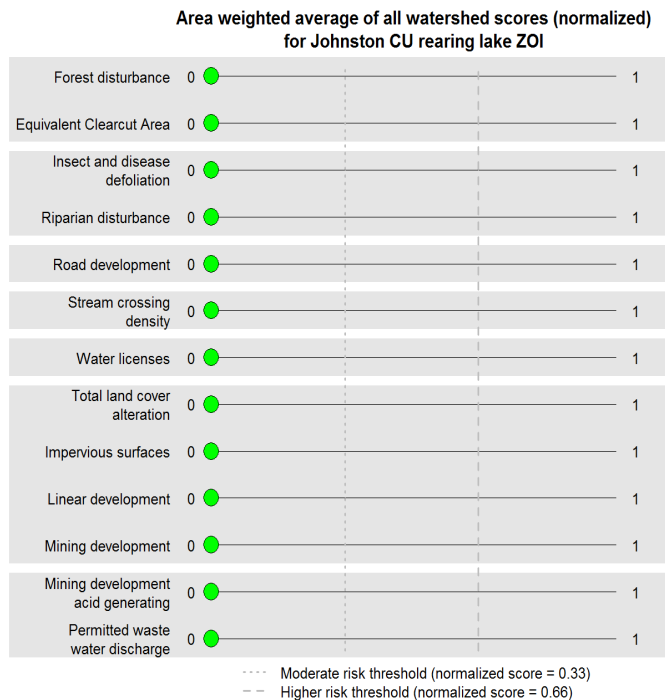 Area weighted average of all watershed scores (normalized)
for Johnston CU rearing lake ZOI
Forest disturbance 0 1
Equivalent Clearcut Area 0 1
Insect and disease
defoliation 0 1
Riparian disturbance 0 1
Road development 0 1
Stream crossing
density 0 1
Water licenses 0 1
Total land cover
alteration 0 1
Impervious surfaces 0 1
Linear development 0 1
Mining development 0 1
Mining development
acid generating 0 1
Permitted waste
water discharge 0 1
Moderate risk threshold (normalized score = 0.33)
Higher risk threshold (normalized score = 0.66)